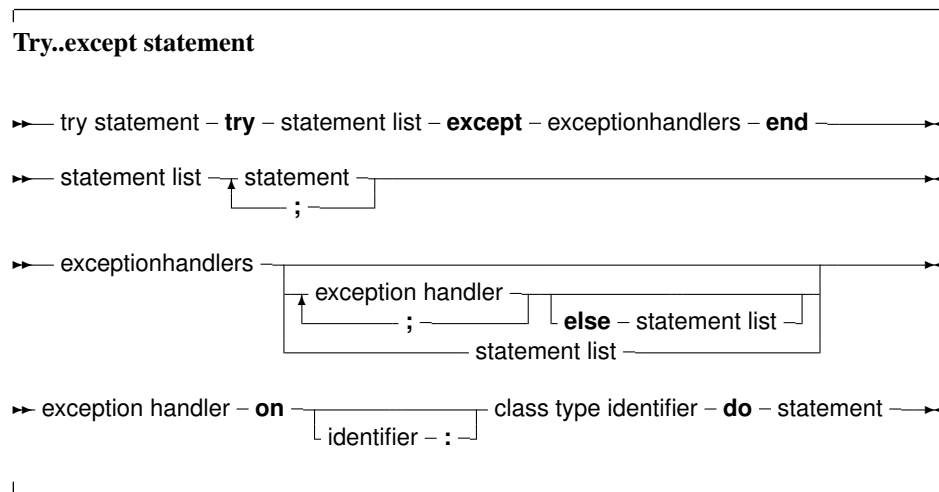 Try..except statement
try statement – try – statement list – except – exceptionhandlers – end
statement list statement
;
exceptionhandlers
exception handler
; else – statement list
statement list
exception handler – on class type identifier – do – statement
identifier – :